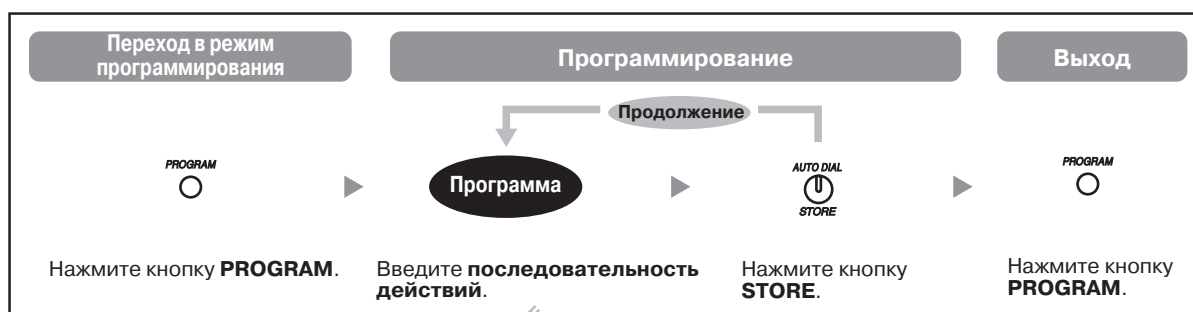 Переход в режим
программирования
Программирование
Выход
Продолжение
PROGRAM
Программа
AUTO DIAL
STORE
PROGRAM
Нажмите кнопку PROGRAM.
Введите последовательность
действий.
Нажмите кнопку
STORE.
Нажмите кнопку
PROGRAM.